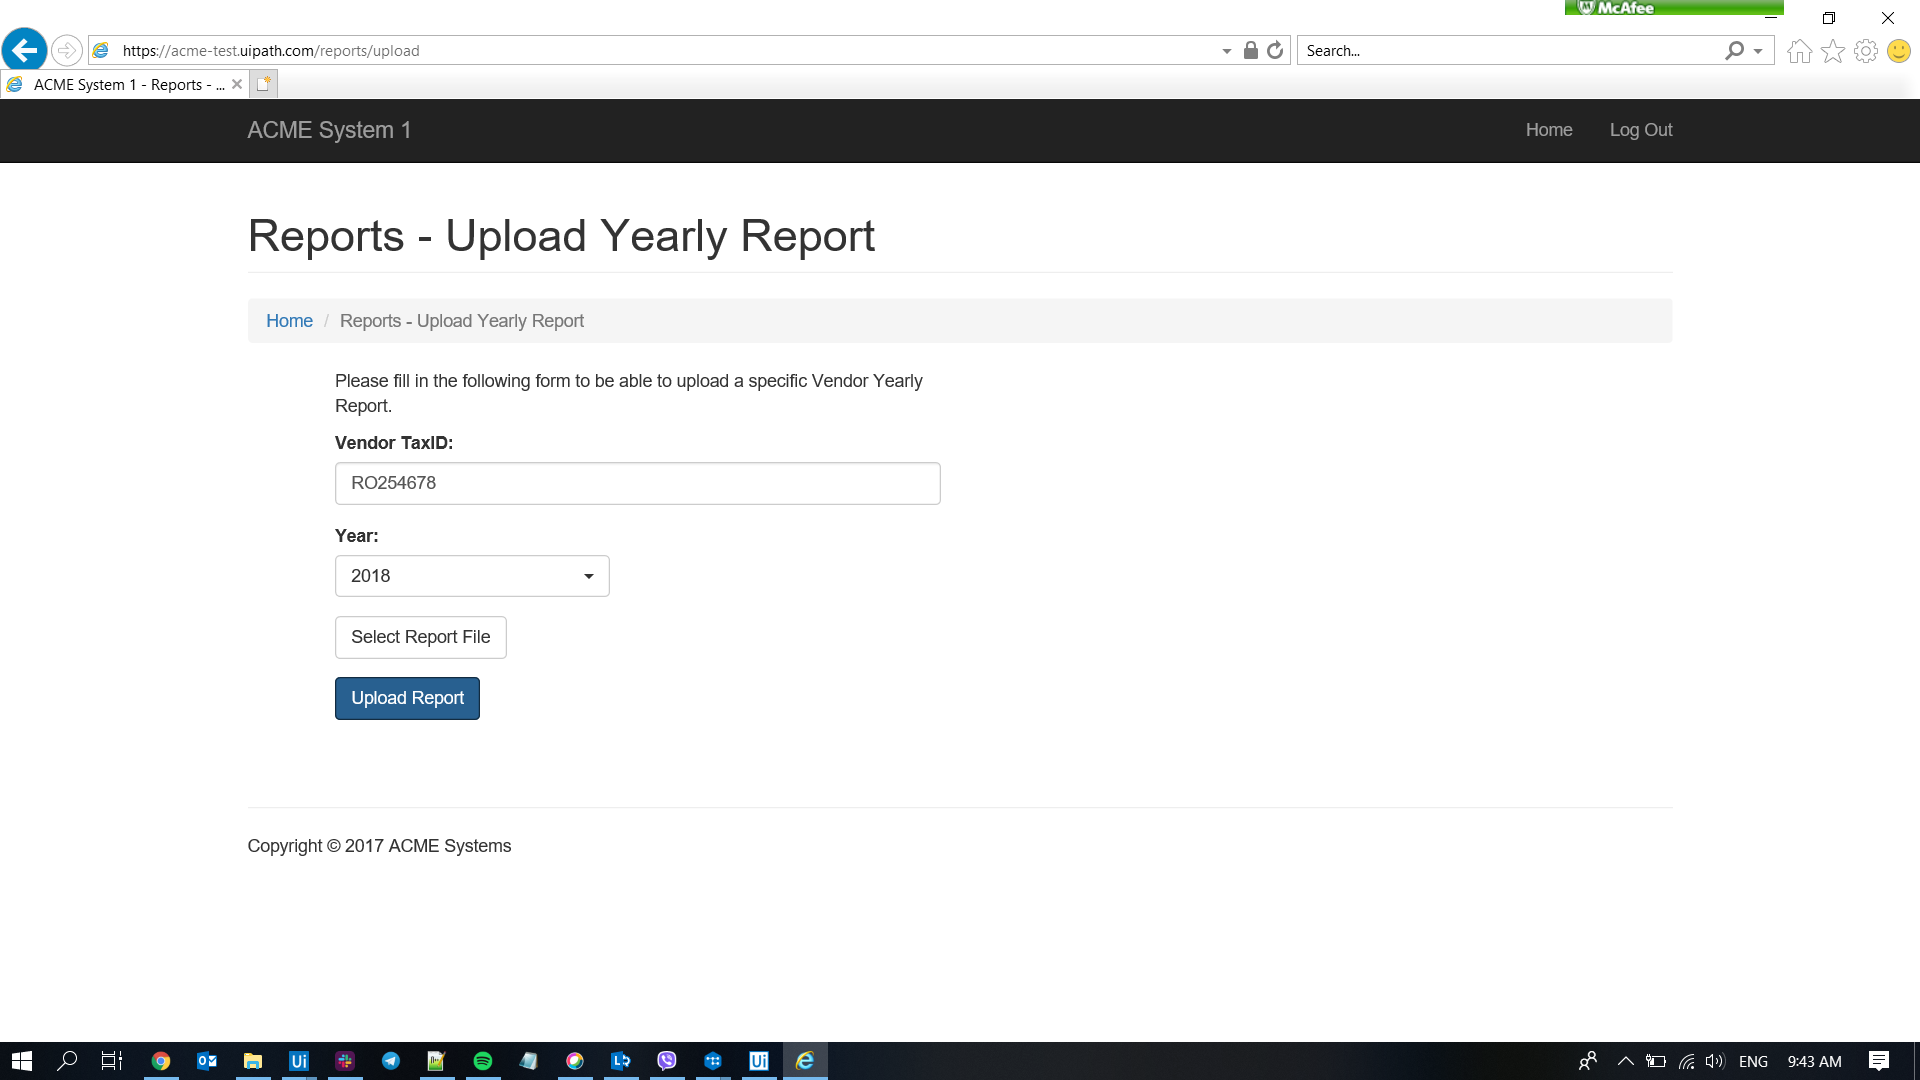 McAfee
https://acme-test.uipath.com/reports/upload
Search...
ACME System 1 - Reports - ...
ACME System 1
Home
Log Out
Reports - Upload Yearly Report
Home / Reports - Upload Yearly Report
Please fill in the following form to be able to upload a specific Vendor Yearly
Report.
Vendor TaxID:
RO254678
Year:
2018
Select Report File
Upload Report
Copyright © 2017 ACME Systems
Ui
Ui
ENG
9:43 AM